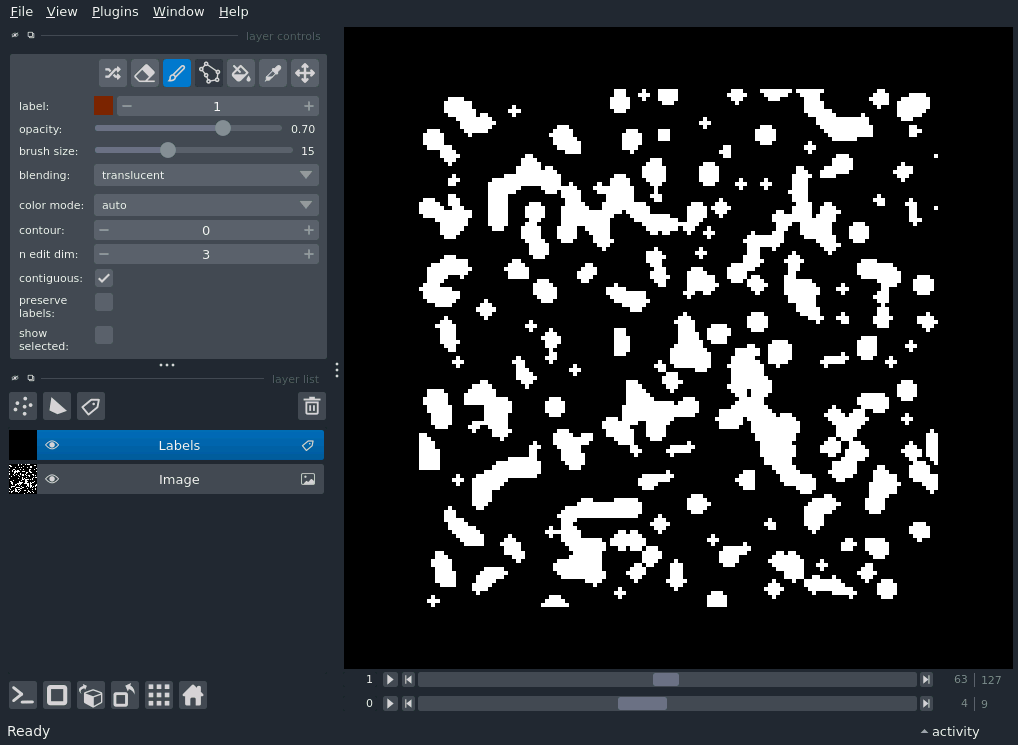 File View Plugins Window Help
layer controls
label: 1
opacity: 0.70
brush size: 15
blending: translucent
color mode: auto
contour: 0
n edit dim: 3
contiguous:
preserve
labels:
show
selected:
layer list
Labels
Image
1 63 127
0 4 9
Ready activity